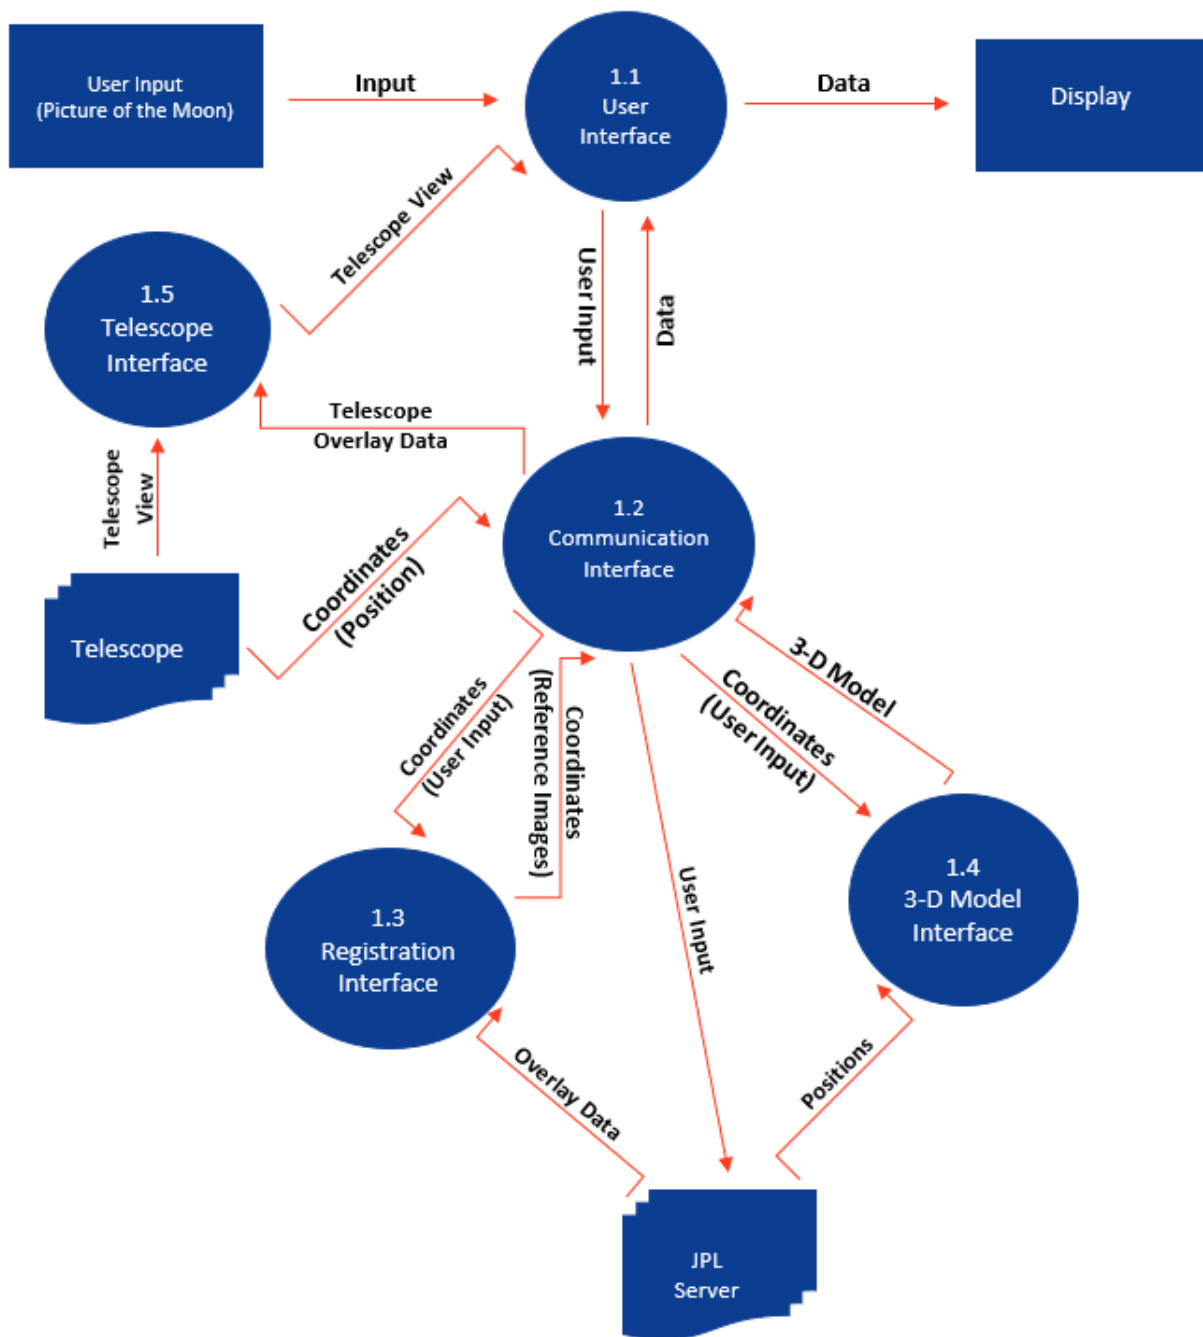 User Input
(Picture of the Moon)
Input
1.1
User
Interface
Data
Display
Telescope View
1.5
Telescope
Interface
User Input
Data
Telescope
Overlay Data
Telescope
View
1.2
Communication
Interface
Telescope
Coordinates
(Position)
Coordinates
(User Input)
Coordinates
(Reference Images)
3-D Model
Coordinates
(User Input)
User Input
1.3
Registration
Interface
1.4
3-D Model
Interface
Overlay Data
Positions
JPL
Server